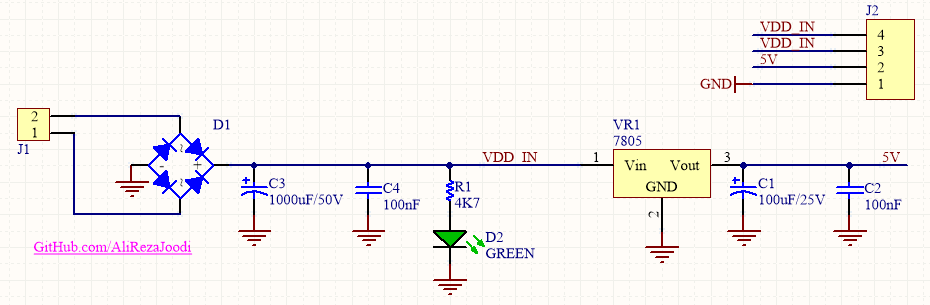 J2
VDD_IN 4
VDD_IN 3
5V 2
GND 1
2
1
J1
D1
~
-
+
~
VDD_IN
VR1
7805
1 Vin Vout 3
GND
2
5V
+ C3
1000uF/50V
C4
100nF
R1
4K7
+ C1
100uF/25V
C2
100nF
D2
GREEN
GitHub.com/AliRezaJoodi